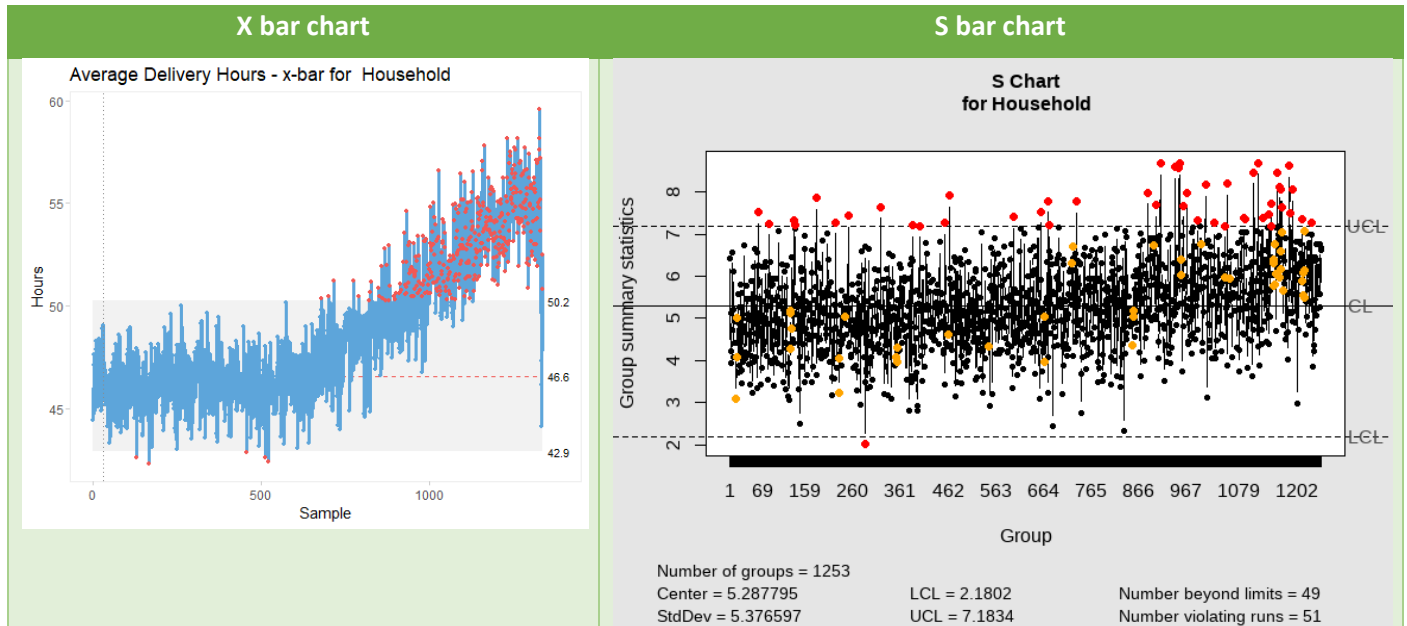 X bar chart
S bar chart
Average Delivery Hours - x-bar for Household
60
55
50
45
Hours
50.2
46.6
42.9
0 500 1000
Sample
S Chart
for Household
Group summary statistics
8
7
6
5
4
3
2
UCL
CL
LCL
1 69 159 260 361 462 563 664 765 866 967 1079 1202
Group
Number of groups = 1253
Center = 5.287795 LCL = 2.1802 Number beyond limits = 49
StdDev = 5.376597 UCL = 7.1834 Number violating runs = 51